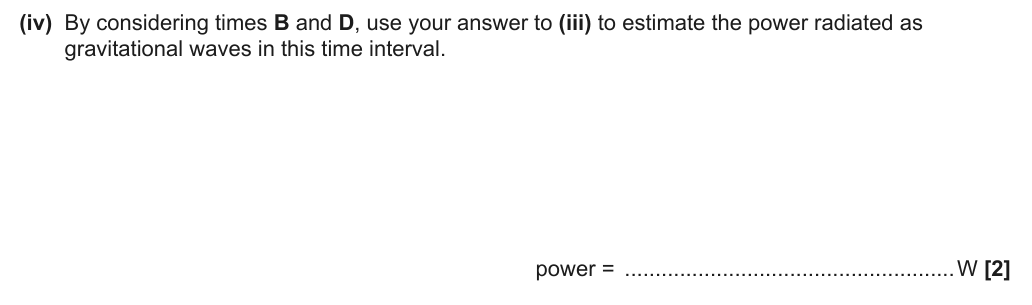 (iv) By considering times B and D, use your answer to (iii) to estimate the power radiated as
gravitational waves in this time interval.
power = ...................................................... W [2]